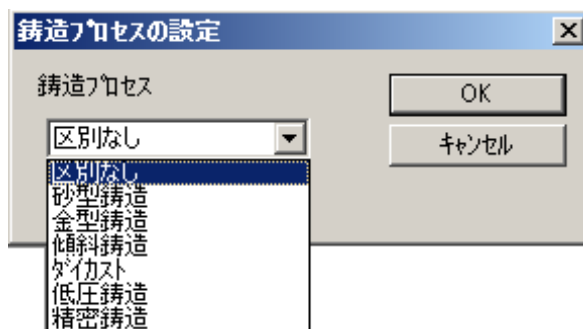 鋳造ﾌﾟﾛｾｽの設定
鋳造ﾌﾟﾛｾｽ
OK
区別なし
ｷｬﾝｾﾙ
区別なし
砂型鋳造
金型鋳造
傾斜鋳造
ﾀﾞｲｶｽﾄ
低圧鋳造
精密鋳造